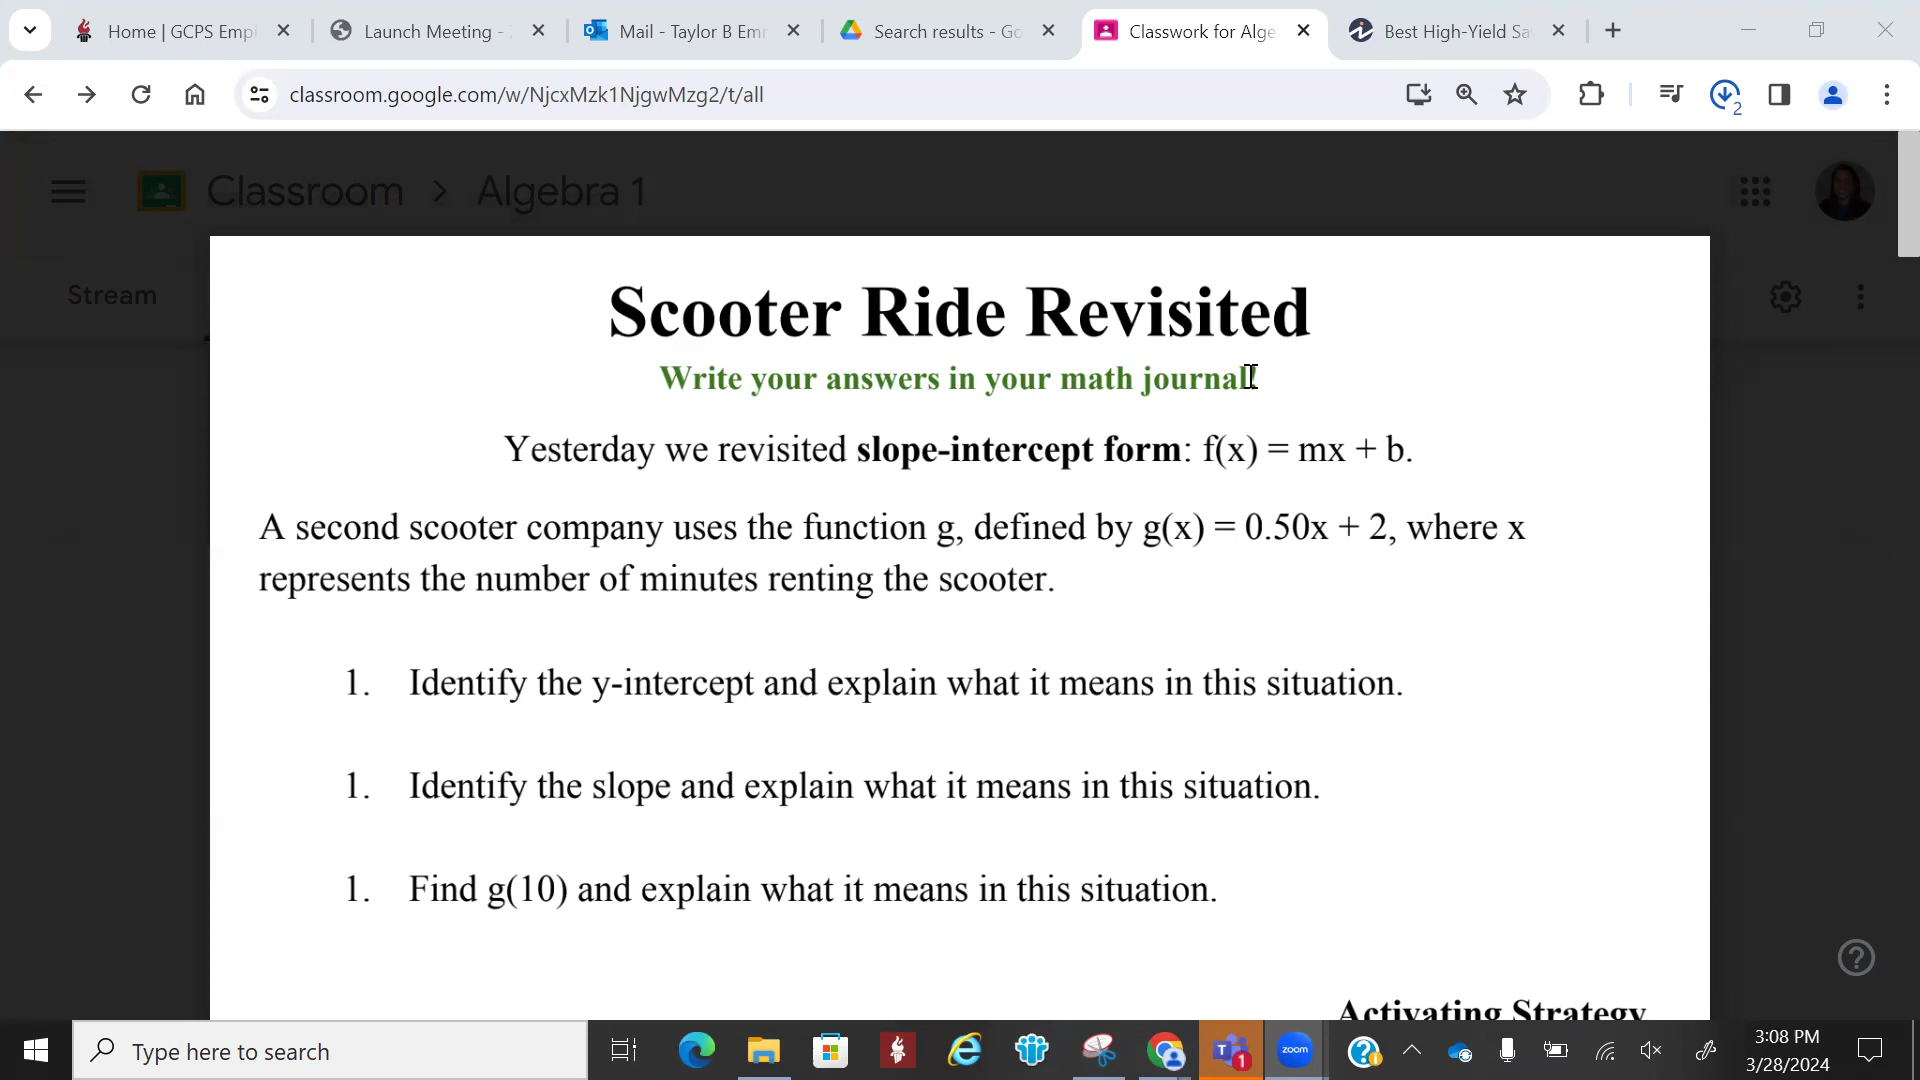 Home | GCPS Emp
Launch Meeting -
Mail - Taylor B Em
Search results - Go
Classwork for Alge
Best High-Yield Sa
classroom.google.com/w/NjcxMzk1NjgwMzg2/t/all
2
Classroom > Algebra 1
Stream
Scooter Ride Revisited
Write your answers in your math journal!
Yesterday we revisited slope-intercept form: f(x) = mx + b.
A second scooter company uses the function g, defined by g(x) = 0.50x + 2, where x
represents the number of minutes renting the scooter.
1. Identify the y-intercept and explain what it means in this situation.
1. Identify the slope and explain what it means in this situation.
1. Find g(10) and explain what it means in this situation.
Activating Strategy
Type here to search
1
zoom
3:08 PM
3/28/2024